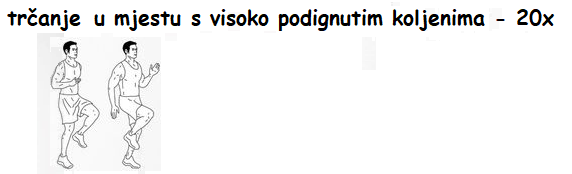 trčanje u mjestu s visoko podignutim koljenima - 20x